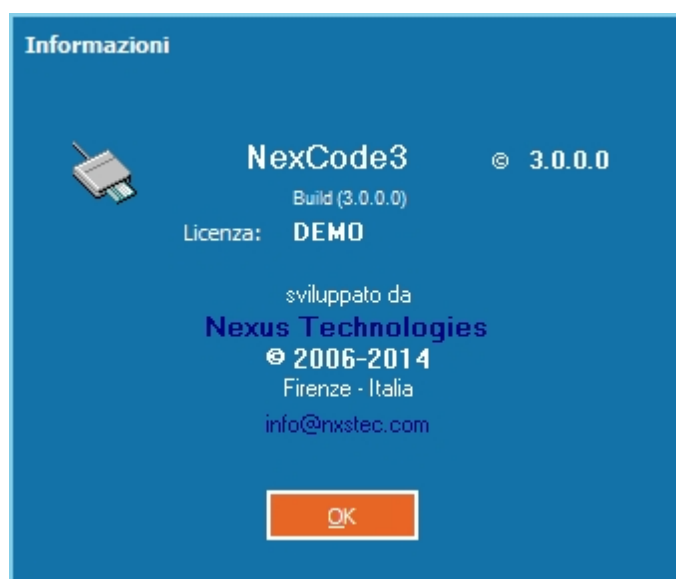 Informazioni
NexCode3 © 3.0.0.0
Build (3.0.0.0)
Licenza: DEMO
sviluppato da
Nexus Technologies
© 2006-2014
Firenze - Italia
info@nxstec.com
OK